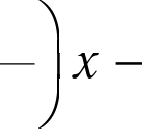 — ) x −